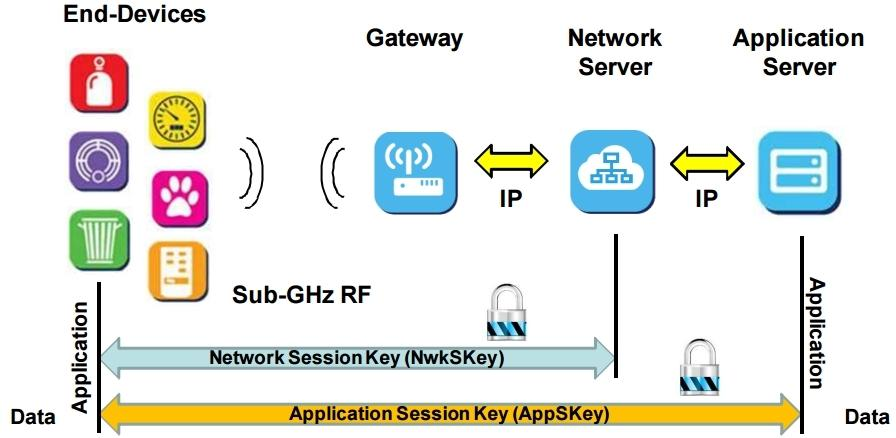 End-Devices
Gateway
Network
Server
Application
Server
IP
IP
Sub-GHz RF
Application
Application
Network Session Key (NwkSKey)
Data
Application Session Key (AppSKey)
Data